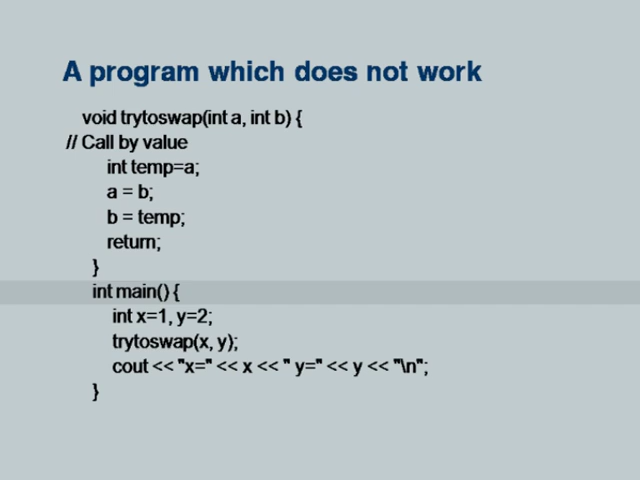 A program which does not work
void trytoswap(int a, int b) {
// Call by value
int temp=a;
a = b;
b = temp;
return;
}
int main() {
int x=1, y=2;
trytoswap(x, y);
cout << "x=" << x << " y=" << y << "\n";
}